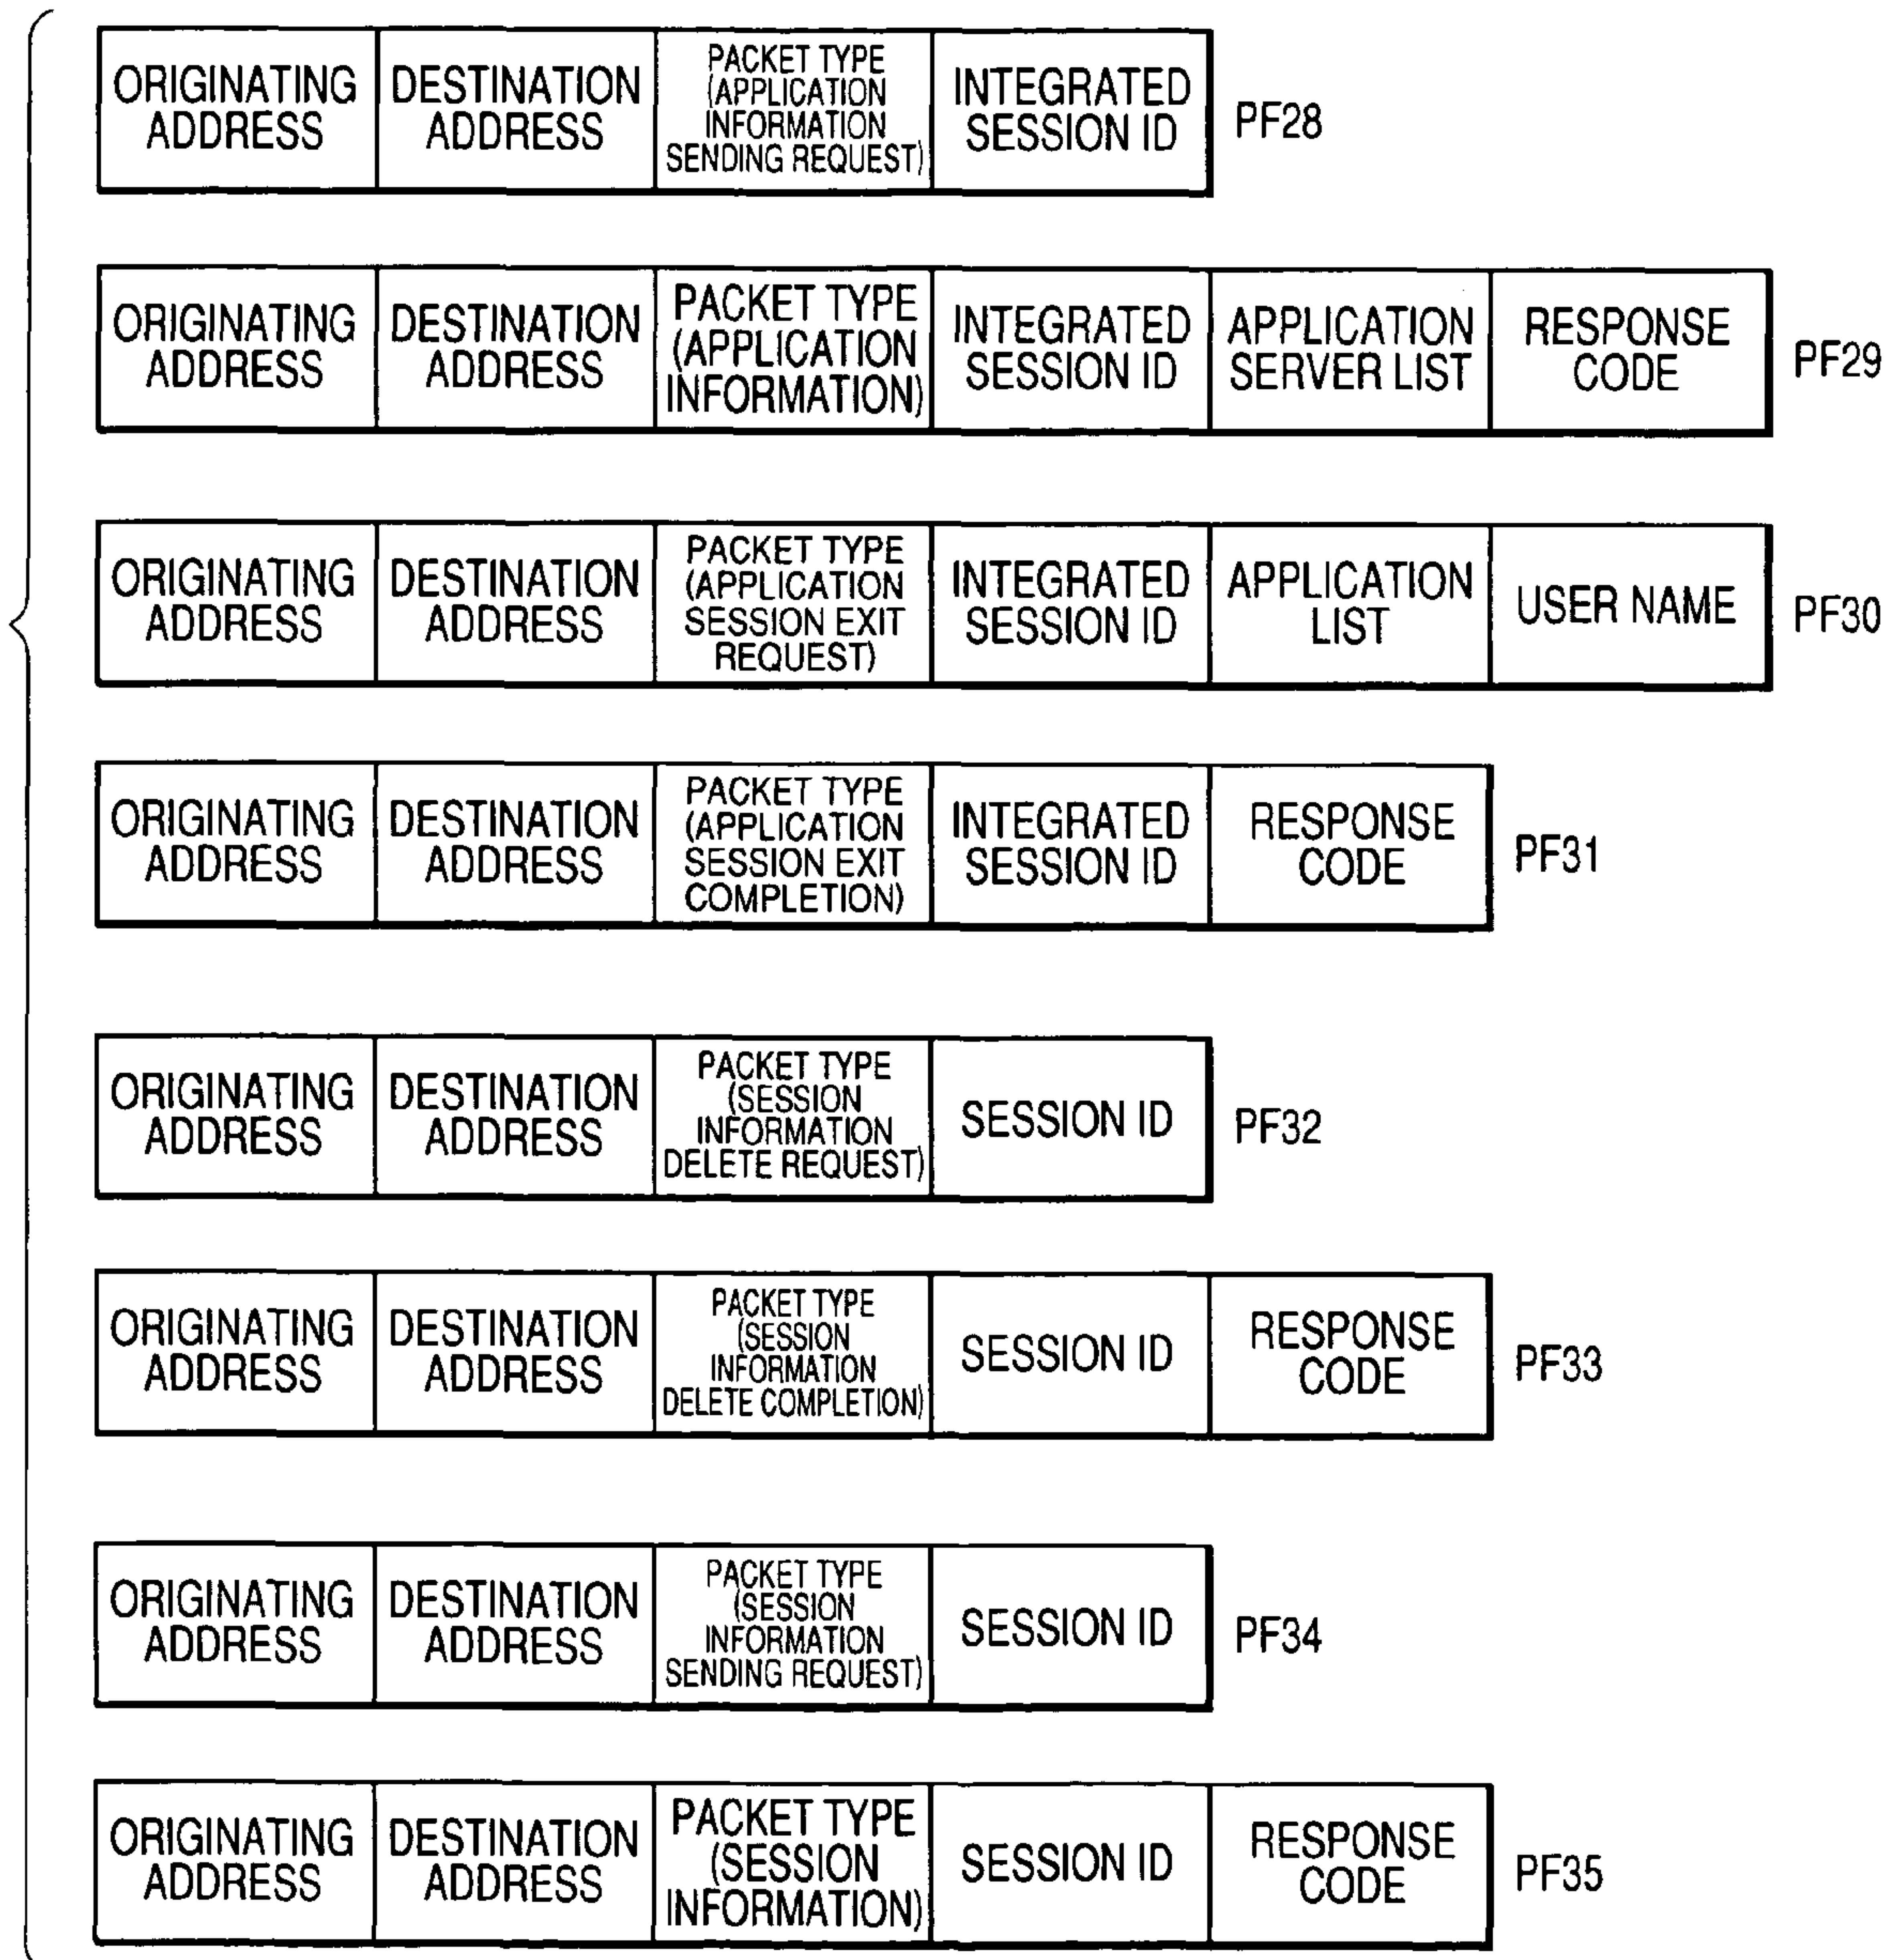 ORIGINATING
ADDRESS
DESTINATION
ADDRESS
PACKET TYPE
(APPLICATION
INFORMATION
SENDING REQUEST)
INTEGRATED
SESSION ID
PF28
ORIGINATING
ADDRESS
DESTINATION
ADDRESS
PACKET TYPE
(APPLICATION
INFORMATION)
INTEGRATED
SESSION ID
APPLICATION
SERVER LIST
RESPONSE
CODE
PF29
ORIGINATING
ADDRESS
DESTINATION
ADDRESS
PACKET TYPE
(APPLICATION
SESSION EXIT
REQUEST)
INTEGRATED
SESSION ID
APPLICATION
LIST
USER NAME
PF30
ORIGINATING
ADDRESS
DESTINATION
ADDRESS
PACKET TYPE
(APPLICATION
SESSION EXIT
COMPLETION)
INTEGRATED
SESSION ID
RESPONSE
CODE
PF31
ORIGINATING
ADDRESS
DESTINATION
ADDRESS
PACKET TYPE
(SESSION
INFORMATION
DELETE REQUEST)
SESSION ID
PF32
ORIGINATING
ADDRESS
DESTINATION
ADDRESS
PACKET TYPE
(SESSION
INFORMATION
DELETE COMPLETION)
SESSION ID
RESPONSE
CODE
PF33
ORIGINATING
ADDRESS
DESTINATION
ADDRESS
PACKET TYPE
(SESSION
INFORMATION
SENDING REQUEST)
SESSION ID
PF34
ORIGINATING
ADDRESS
DESTINATION
ADDRESS
PACKET TYPE
(SESSION
INFORMATION)
SESSION ID
RESPONSE
CODE
PF35